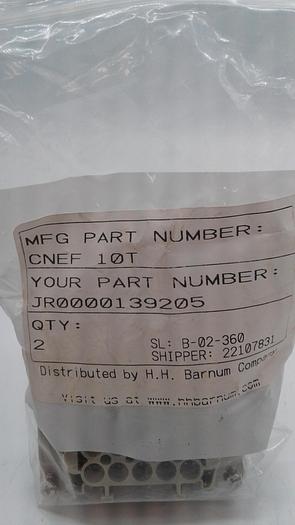 MFG PART NUMBER:
CNEF 10T
YOUR PART NUMBER:
JR0000139205
QTY:
2
SL: B-02-360
SHIPPER: 22107831
Distributed by H.H. Barnum Company
Visit us at www.hhbarnum.com